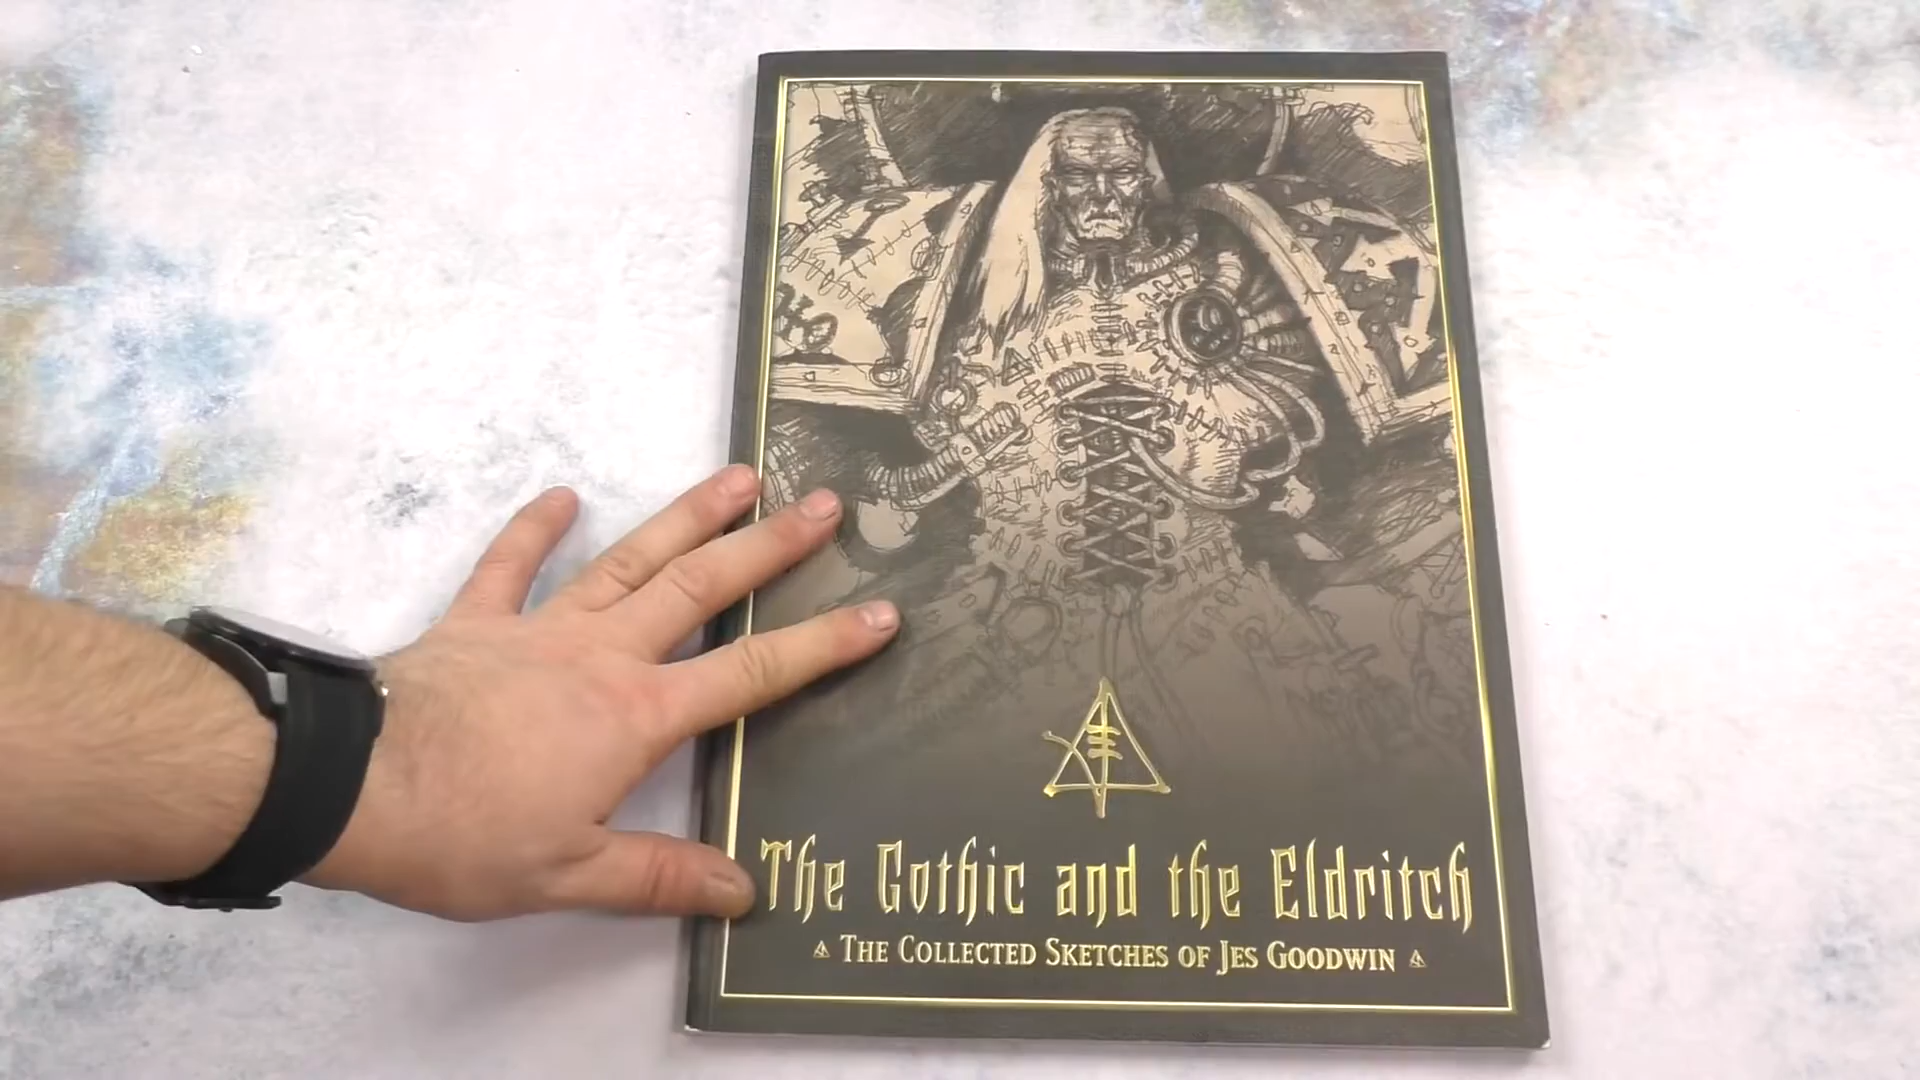 The Gothic and the Eldritch
The Collected Sketches of Jes Goodwin